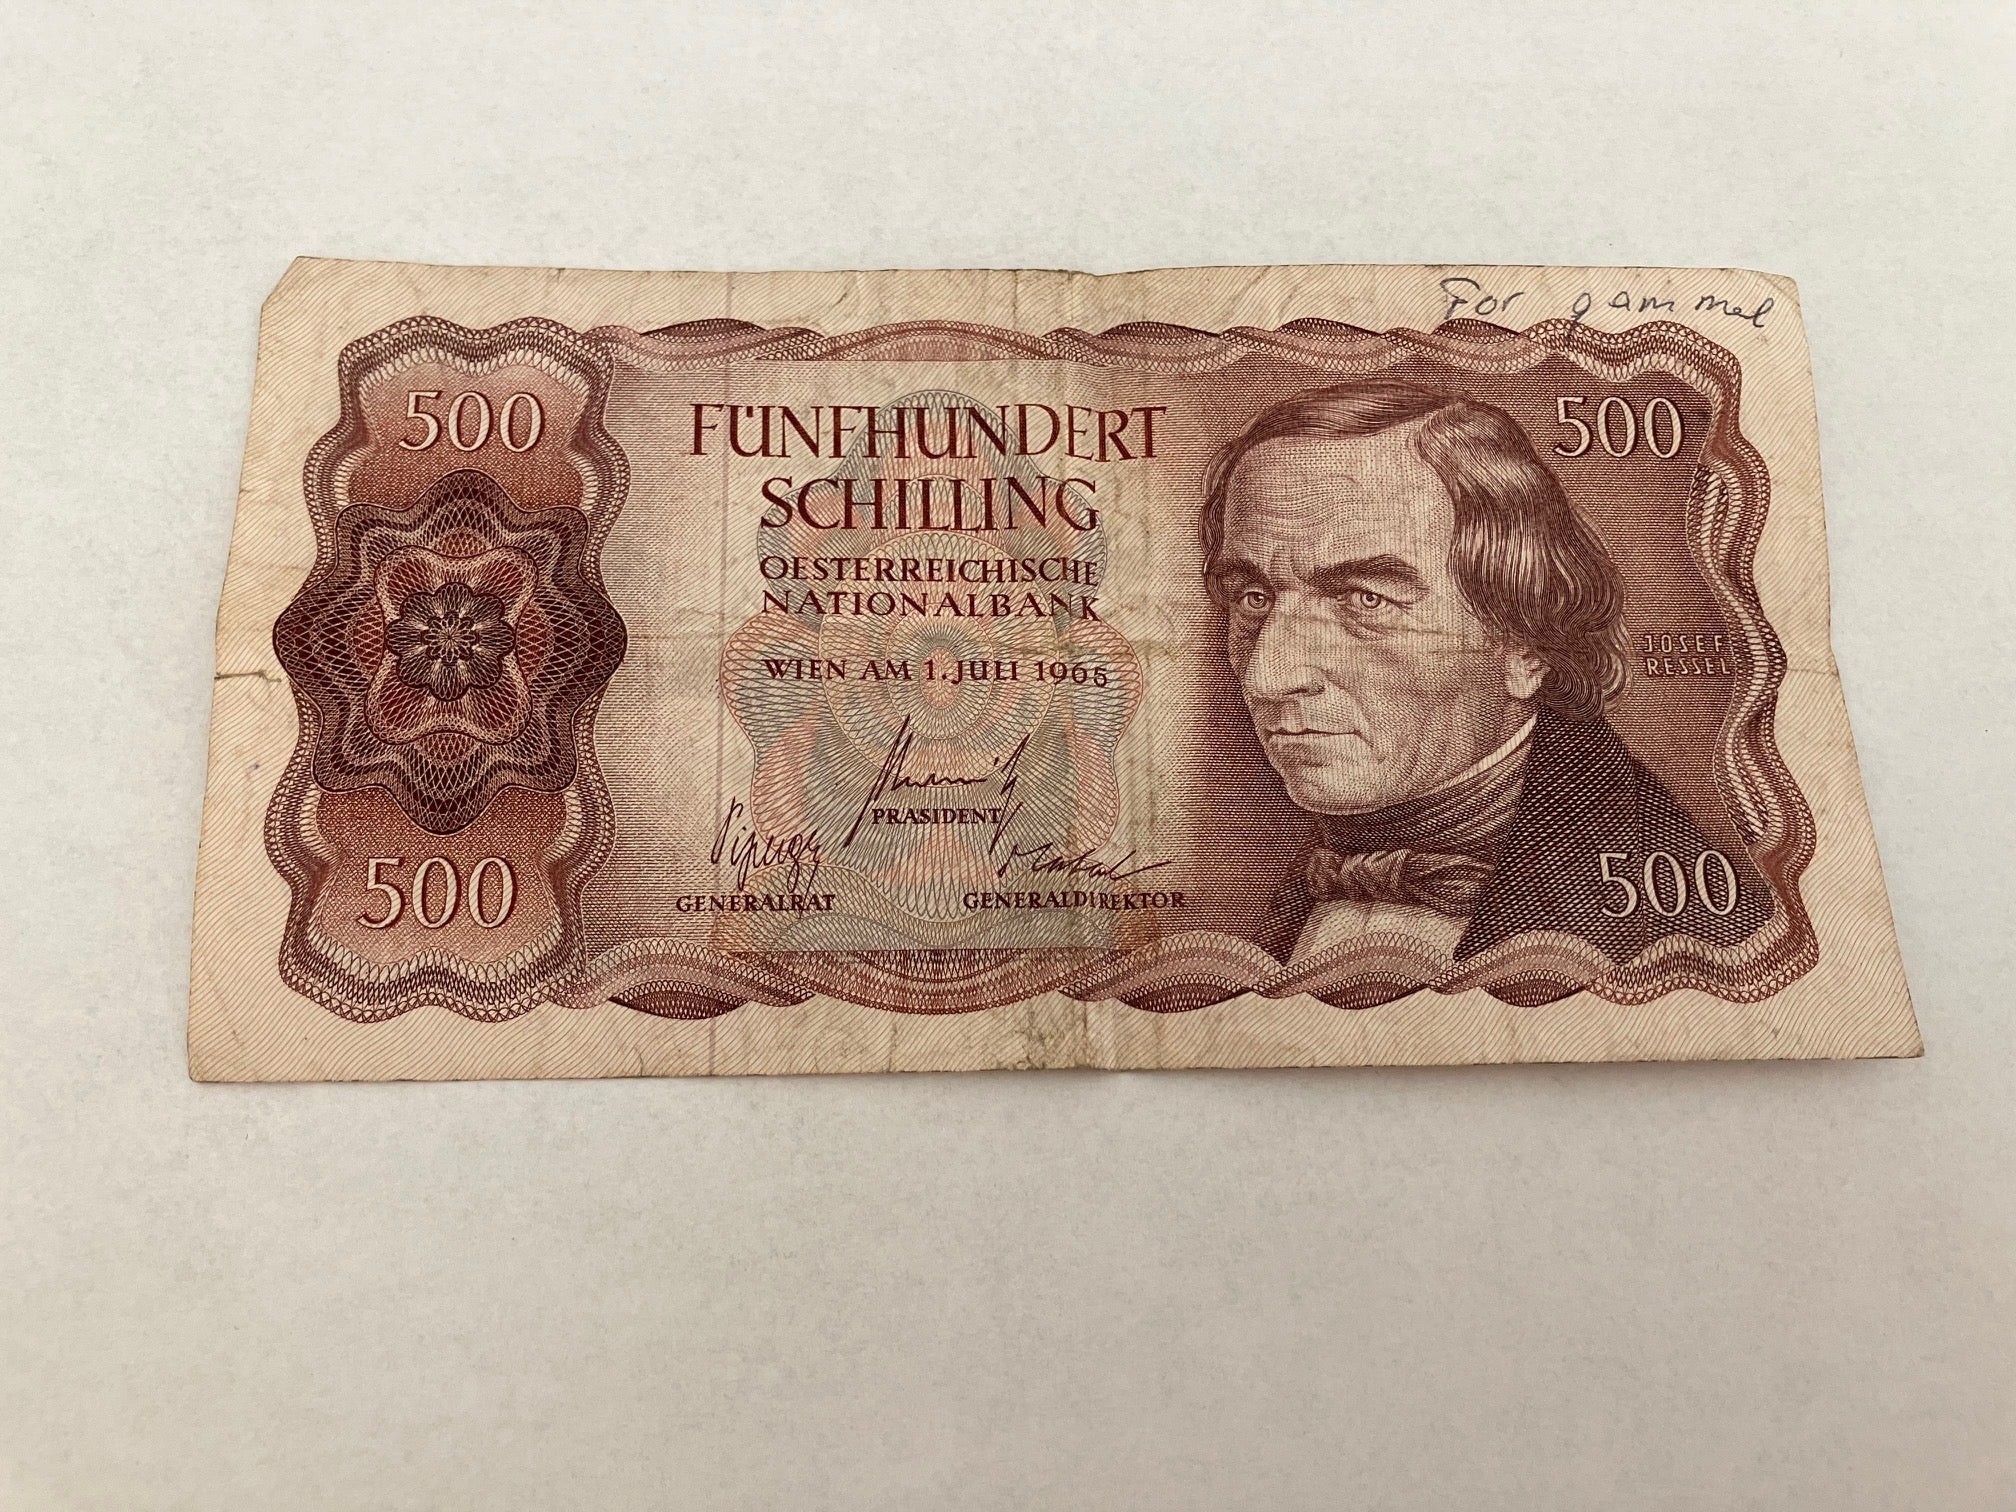 For gammel
500
500
FÜNFHUNDERT
SCHILLING
OESTERREICHISCHE
NATIONALBANK
WIEN AM 1. JULI 1965
JOSEF
RESSEL
PRÄSIDENT
GENERALRAT
GENERALDIREKTOR
500
500